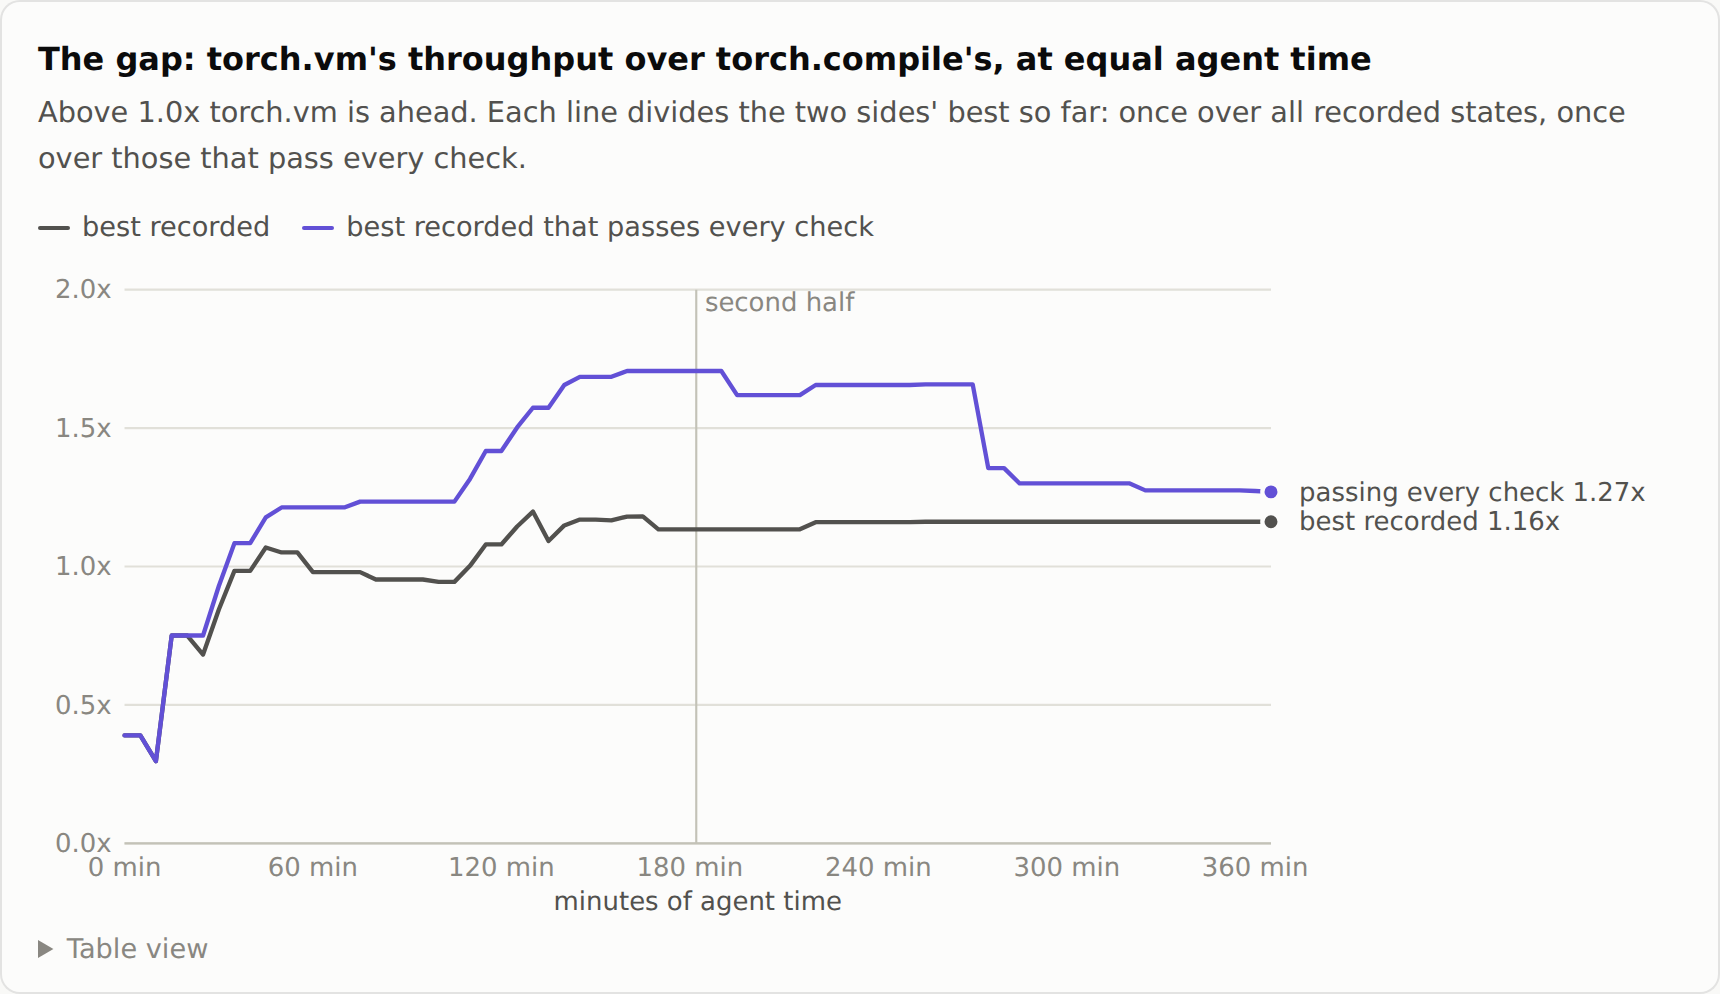 The gap: torch.vm's throughput over torch.compile's, at equal agent time
Above 1.0x torch.vm is ahead. Each line divides the two sides' best so far: once over all recorded states, once
over those that pass every check.
best recorded
best recorded that passes every check
2.0x
second half
1.5x
passing every check 1.27x
best recorded 1.16x
1.0x
0.5x
0.0x
0 min
60 min
120 min
180 min
240 min
300 min
360 min
minutes of agent time
Table view